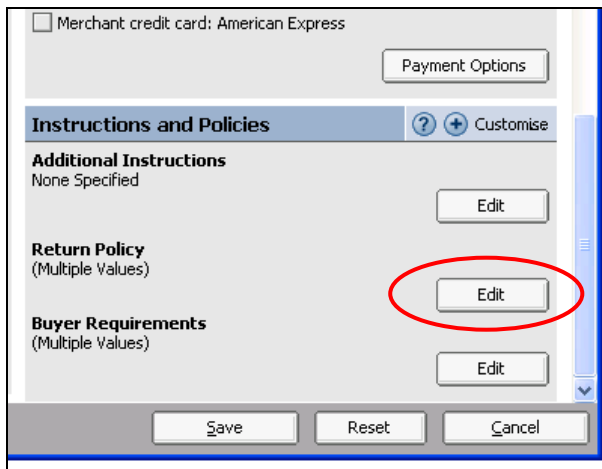 Merchant credit card: American Express
Payment Options
Instructions and Policies ? + Customise
Additional Instructions
None Specified
Edit
Return Policy
(Multiple Values)
Edit
Buyer Requirements
(Multiple Values)
Edit
Save Reset Cancel